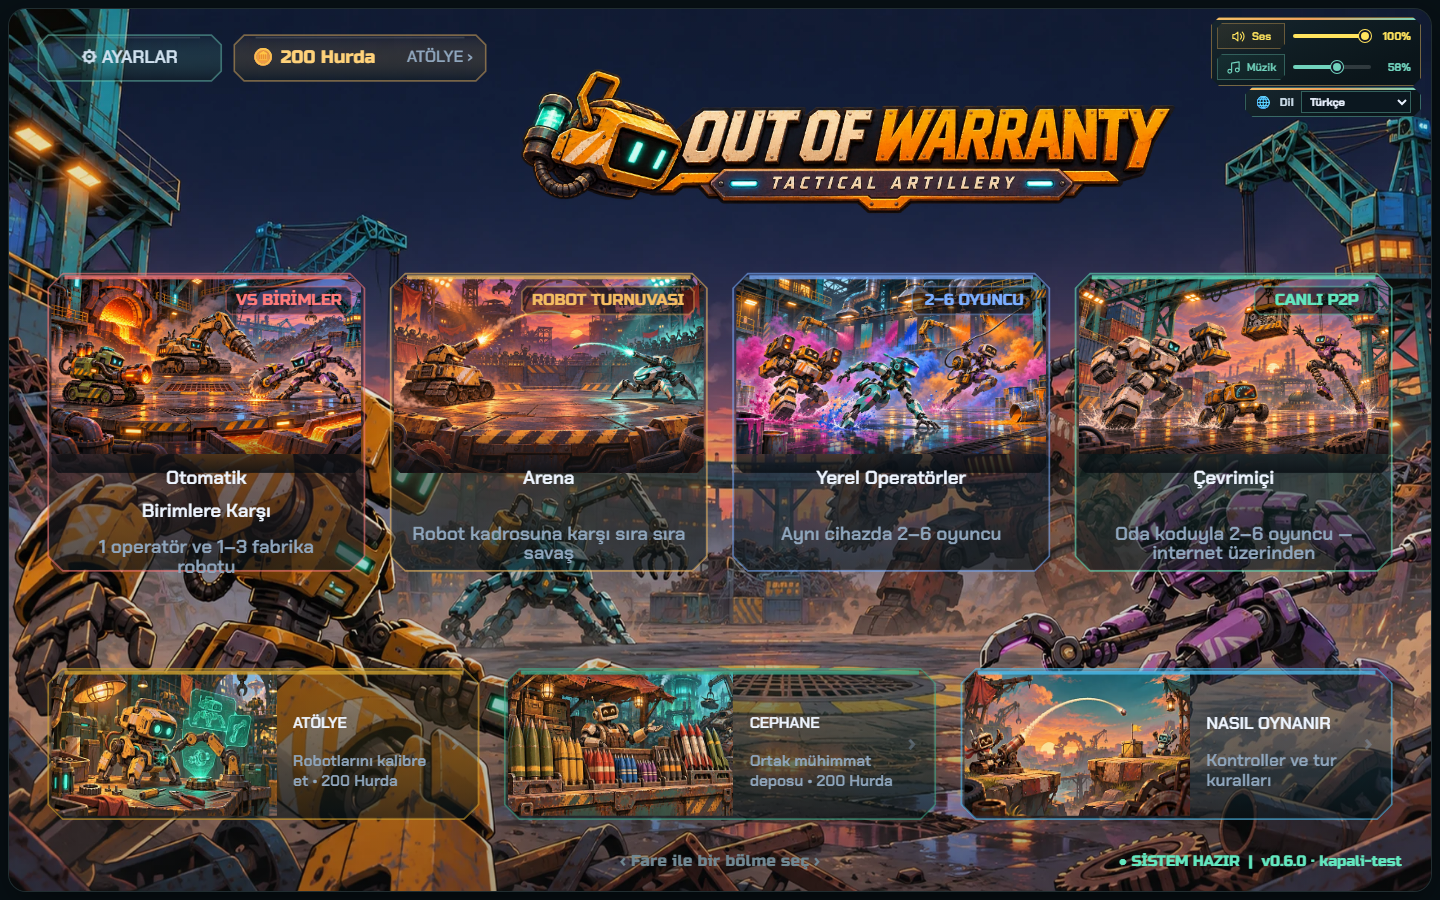 ⚙ AYARLAR
200 Hurda ATÖLYE ›
Ses 100%
Müzik 58%
Dil Türkçe
OUT OF WARRANTY
TACTICAL ARTILLERY
VS BİRİMLER
Otomatik
Birimlere Karşı
1 operatör ve 1–3 fabrika
robotu
ROBOT TURNUVASI
Arena
Robot kadrosuna karşı sıra sıra
savaş
2–6 OYUNCU
Yerel Operatörler
Aynı cihazda 2–6 oyuncu
CANLI P2P
Çevrimiçi
Oda koduyla 2–6 oyuncu —
internet üzerinden
ATÖLYE
Robotlarını kalibre
et • 200 Hurda
CEPHANE
Ortak mühimmat
deposu • 200 Hurda
›
NASIL OYNANIR
Kontroller ve tur
kuralları
›
‹ Fare ile bir bölme seç ›
● SİSTEM HAZIR | v0.6.0 · kapali-test